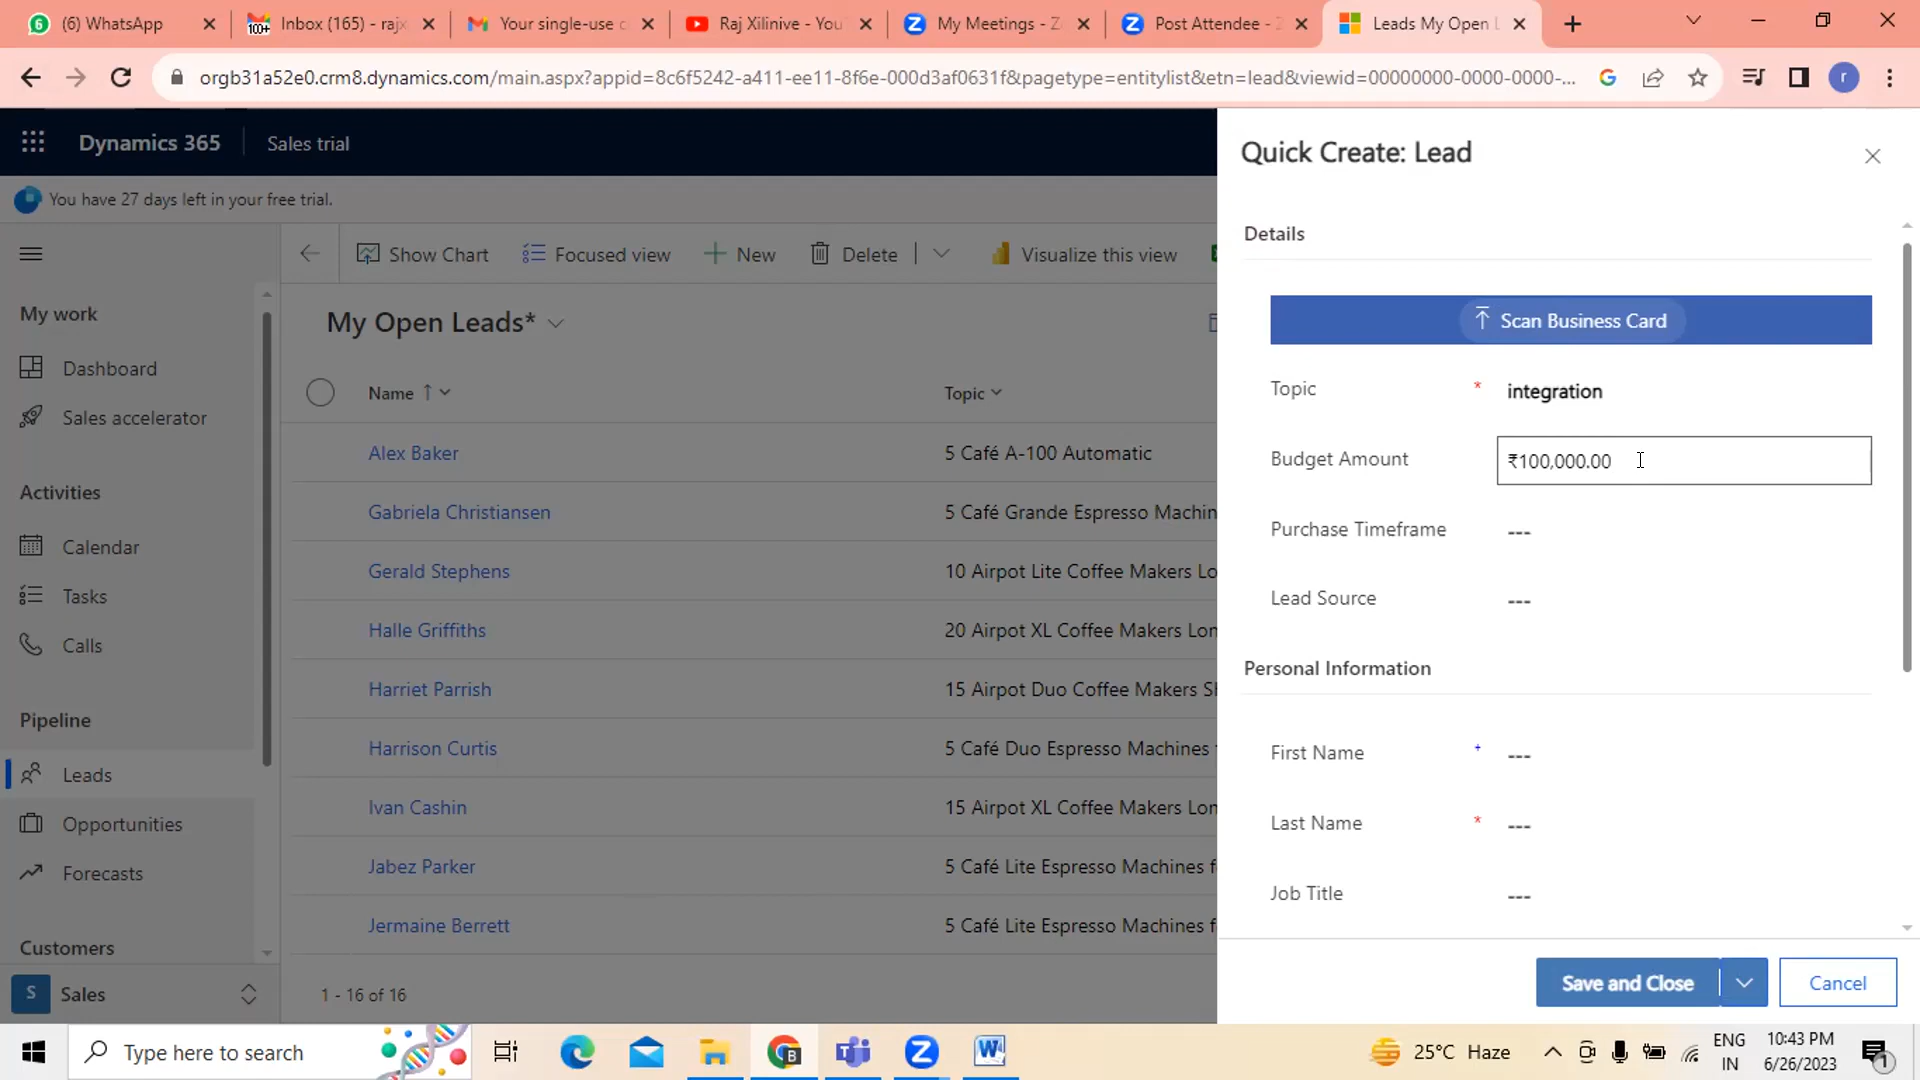 (6) WhatsApp
Inbox (165) - rajx
Your single-use c
Raj Xilinive - You
My Meetings - Z
Post Attendee -
Leads My Open L
orgb31a52e0.crm8.dynamics.com/main.aspx?appid=8c6f5242-a411-ee11-8f6e-000d3af0631f&pagetype=entitylist&etn=lead&viewid=00000000-0000-0000-...
r
Dynamics 365
Sales trial
You have 27 days left in your free trial.
My work
Dashboard
Sales accelerator
Activities
Calendar
Tasks
Calls
Pipeline
Leads
Opportunities
Forecasts
Customers
S Sales
Show Chart
Focused view
New
Delete
Visualize this view
My Open Leads*
Name
Topic
Alex Baker
5 Café A-100 Automatic
Gabriela Christiansen
5 Café Grande Espresso Machin
Gerald Stephens
10 Airpot Lite Coffee Makers Lo
Halle Griffiths
20 Airpot XL Coffee Makers Lon
Harriet Parrish
15 Airpot Duo Coffee Makers S
Harrison Curtis
5 Café Duo Espresso Machines
Ivan Cashin
15 Airpot XL Coffee Makers Lon
Jabez Parker
5 Café Lite Espresso Machines f
Jermaine Berrett
5 Café Lite Espresso Machines f
1 - 16 of 16
Quick Create: Lead
Details
Scan Business Card
Topic * integration
Budget Amount ₹100,000.00
Purchase Timeframe ---
Lead Source ---
Personal Information
First Name + ---
Last Name * ---
Job Title ---
Save and Close
Cancel
Type here to search
25°C Haze
ENG
IN
10:43 PM
6/26/2023
1